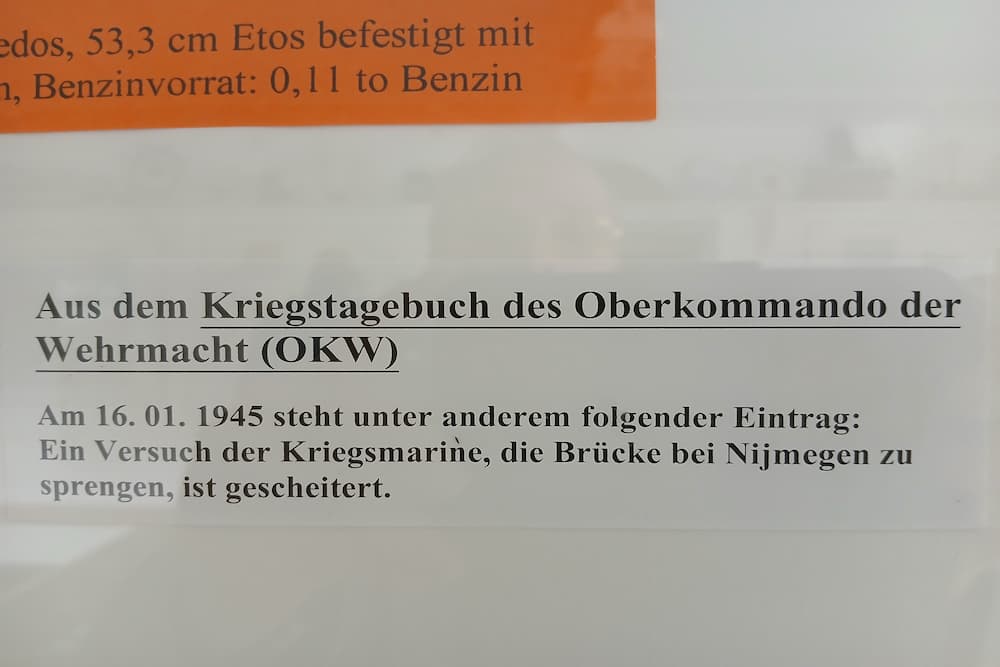 edos, 53,3 cm Etos befestigt mit
n, Benzinvorrat: 0,11 to Benzin
Aus dem Kriegstagebuch des Oberkommando der
Wehrmacht (OKW)
Am 16. 01. 1945 steht unter anderem folgender Eintrag:
Ein Versuch der Kriegsmarine, die Brücke bei Nijmegen zu
sprengen, ist gescheitert.